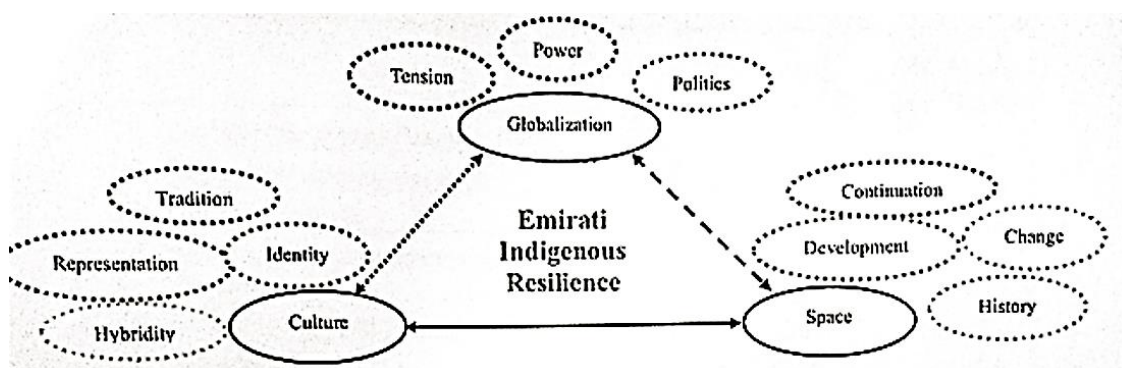 Power
Tension
Politics
Globalization
Tradition
Continuation
Emirati
Indigenous
Resilience
Representation
Identity
Development
Change
Hybridity
Culture
Space
History